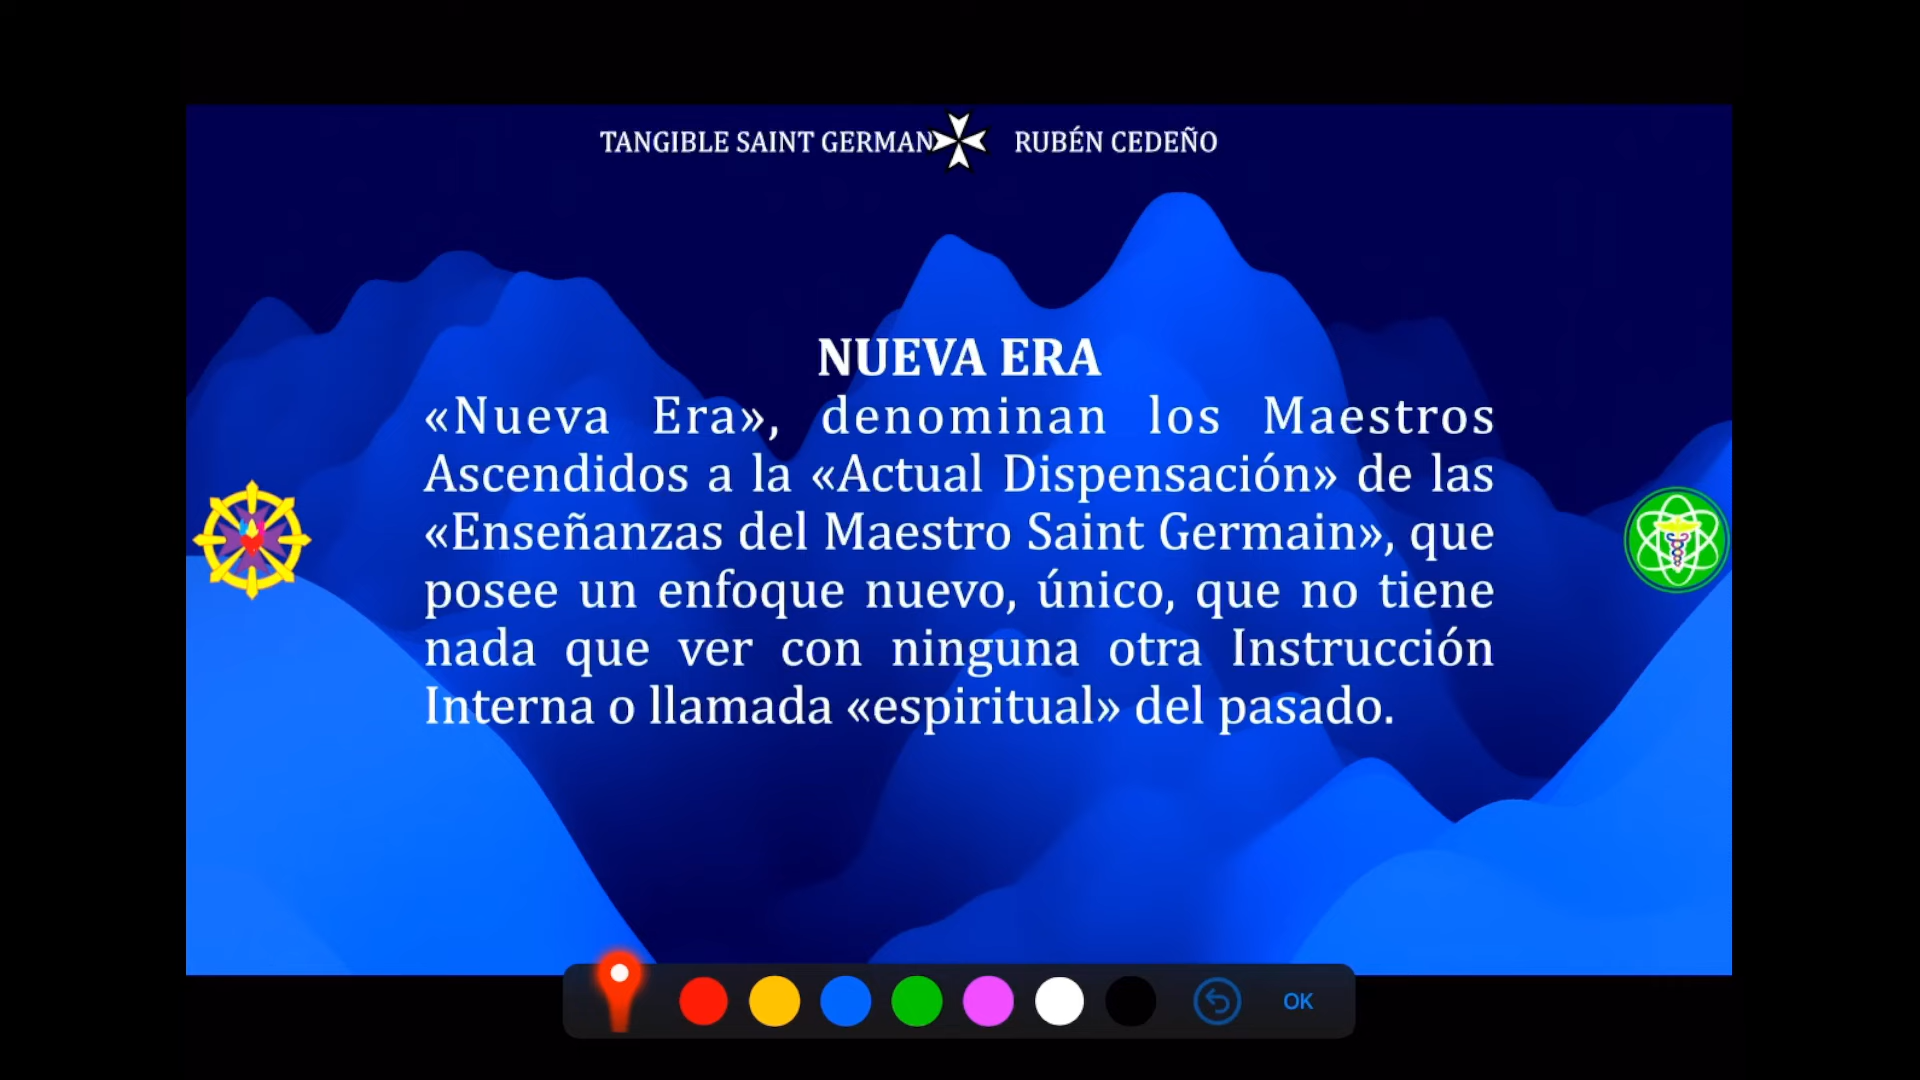 TANGIBLE SAINT GERMAN RUBÉN CEDEÑO
NUEVA ERA
«Nueva Era», denominan los Maestros
Ascendidos a la «Actual Dispensación» de las
«Enseñanzas del Maestro Saint Germain», que
posee un enfoque nuevo, único, que no tiene
nada que ver con ninguna otra Instrucción
Interna o llamada «espiritual» del pasado.
OK